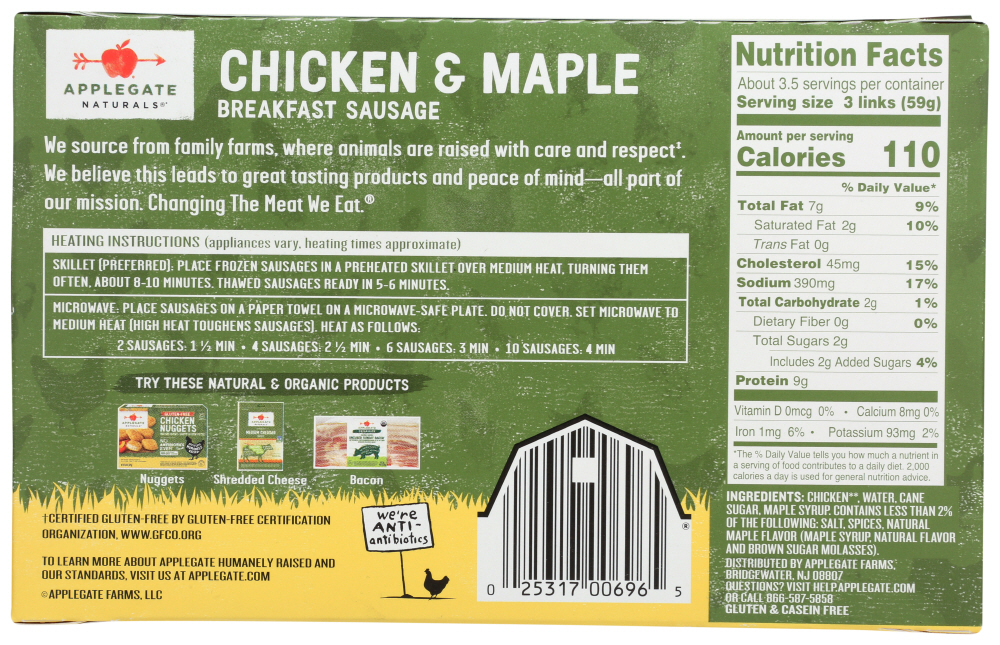 APPLEGATE
NATURALS®*
CHICKEN & MAPLE
BREAKFAST SAUSAGE
We source from family farms, where animals are raised with care and respect‡.
We believe this leads to great tasting products and peace of mind—all part of
our mission. Changing The Meat We Eat.®
HEATING INSTRUCTIONS (appliances vary, heating times approximate)
SKILLET (PREFERRED): PLACE FROZEN SAUSAGES IN A PREHEATED SKILLET OVER MEDIUM HEAT, TURNING THEM
OFTEN, ABOUT 8-10 MINUTES. THAWED SAUSAGES READY IN 5-6 MINUTES.
MICROWAVE: PLACE SAUSAGES ON A PAPER TOWEL ON A MICROWAVE-SAFE PLATE. DO NOT COVER. SET MICROWAVE TO
MEDIUM HEAT (HIGH HEAT TOUGHENS SAUSAGES). HEAT AS FOLLOWS:
2 SAUSAGES: 1 ½ MIN • 4 SAUSAGES: 2 ½ MIN • 6 SAUSAGES: 3 MIN • 10 SAUSAGES: 4 MIN
TRY THESE NATURAL & ORGANIC PRODUCTS
GLUTEN-FREE
CHICKEN
NUGGETS
Nuggets
Shredded Cheese
Bacon
†CERTIFIED GLUTEN-FREE BY GLUTEN-FREE CERTIFICATION
ORGANIZATION, WWW.GFCO.ORG
TO LEARN MORE ABOUT APPLEGATE HUMANELY RAISED AND
OUR STANDARDS, VISIT US AT APPLEGATE.COM
©APPLEGATE FARMS, LLC
we're
ANTI-
antibiotics
®
0 25317 00696 5
Nutrition Facts
About 3.5 servings per container
Serving size 3 links (59g)
Amount per serving
Calories 110
% Daily Value*
Total Fat 7g 9%
Saturated Fat 2g 10%
Trans Fat 0g
Cholesterol 45mg 15%
Sodium 390mg 17%
Total Carbohydrate 2g 1%
Dietary Fiber 0g 0%
Total Sugars 2g
Includes 2g Added Sugars 4%
Protein 9g
Vitamin D 0mcg 0% • Calcium 8mg 0%
Iron 1mg 6% • Potassium 93mg 2%
*The % Daily Value tells you how much a nutrient in
a serving of food contributes to a daily diet. 2,000
calories a day is used for general nutrition advice.
INGREDIENTS: CHICKEN**, WATER, CANE
SUGAR, MAPLE SYRUP. CONTAINS LESS THAN 2%
OF THE FOLLOWING: SALT, SPICES, NATURAL
MAPLE FLAVOR (MAPLE SYRUP, NATURAL FLAVOR
AND BROWN SUGAR MOLASSES).
DISTRIBUTED BY APPLEGATE FARMS,
BRIDGEWATER, NJ 08807
QUESTIONS? VISIT HELP.APPLEGATE.COM
OR CALL 866-587-5858
GLUTEN & CASEIN FREE